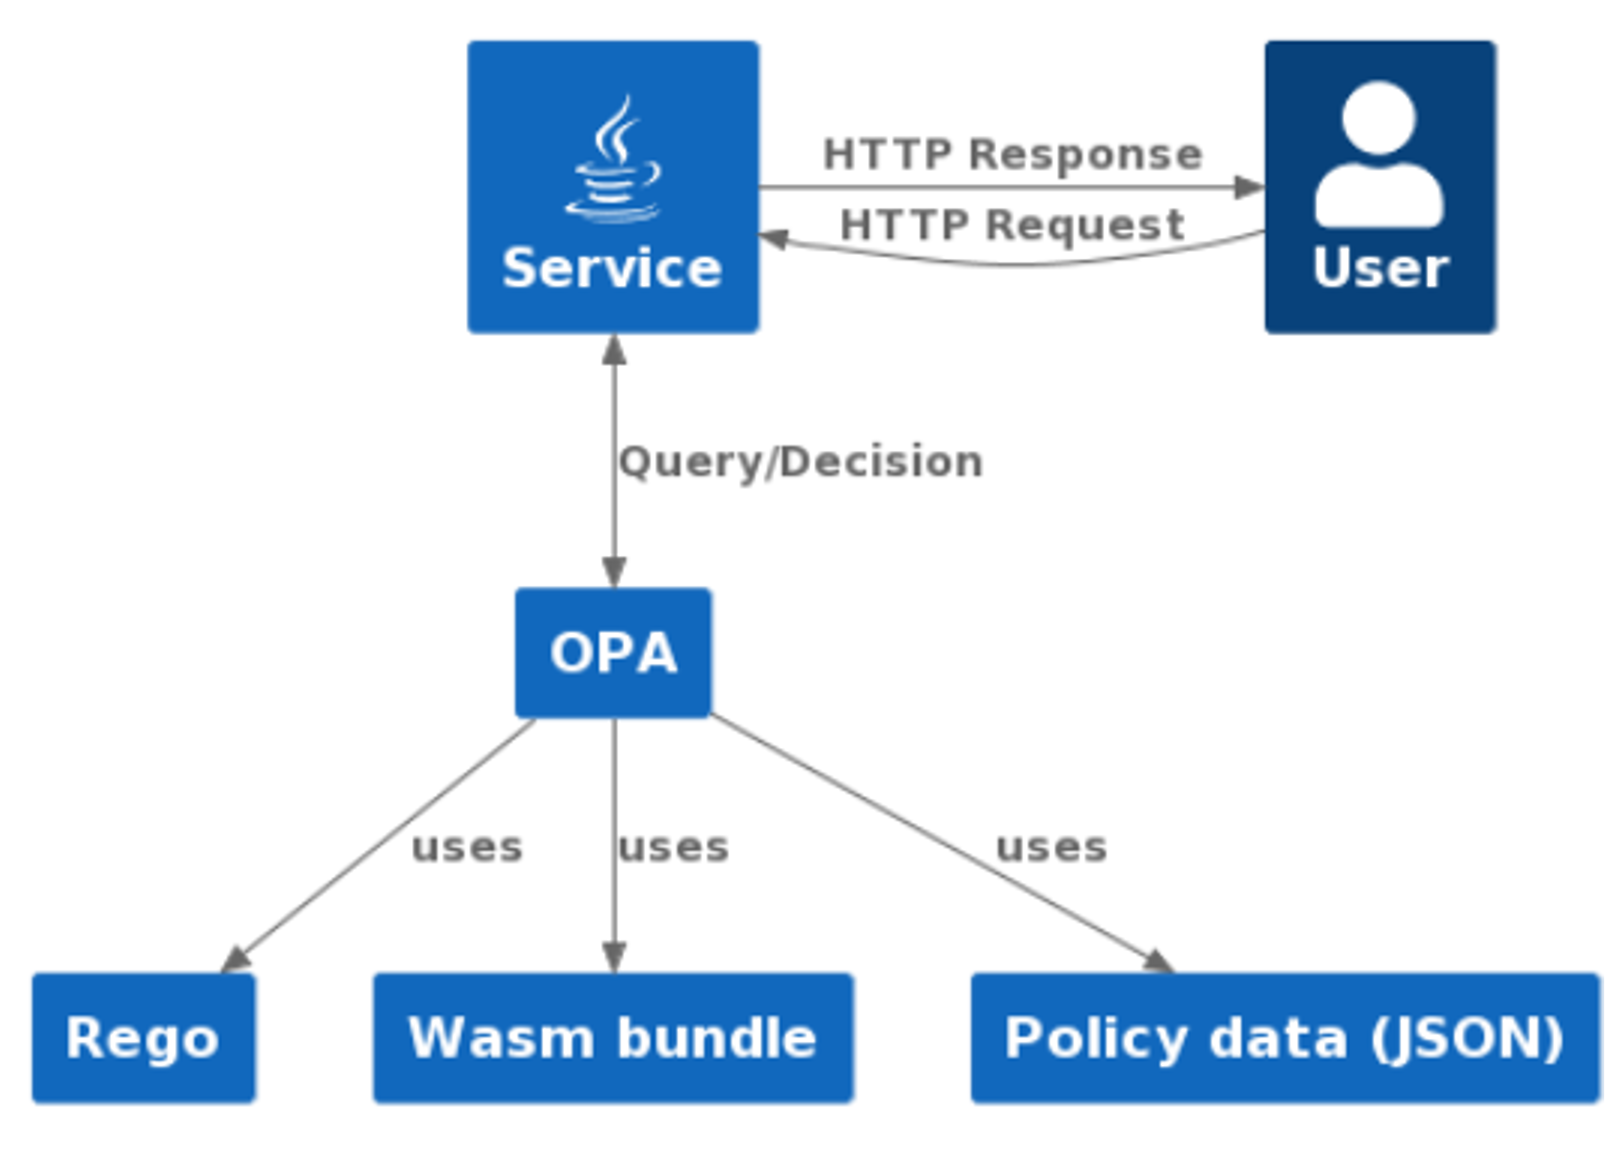 HTTP Response
HTTP Request
Service
User
Query/Decision
OPA
uses
uses
uses
Rego
Wasm bundle
Policy data (JSON)